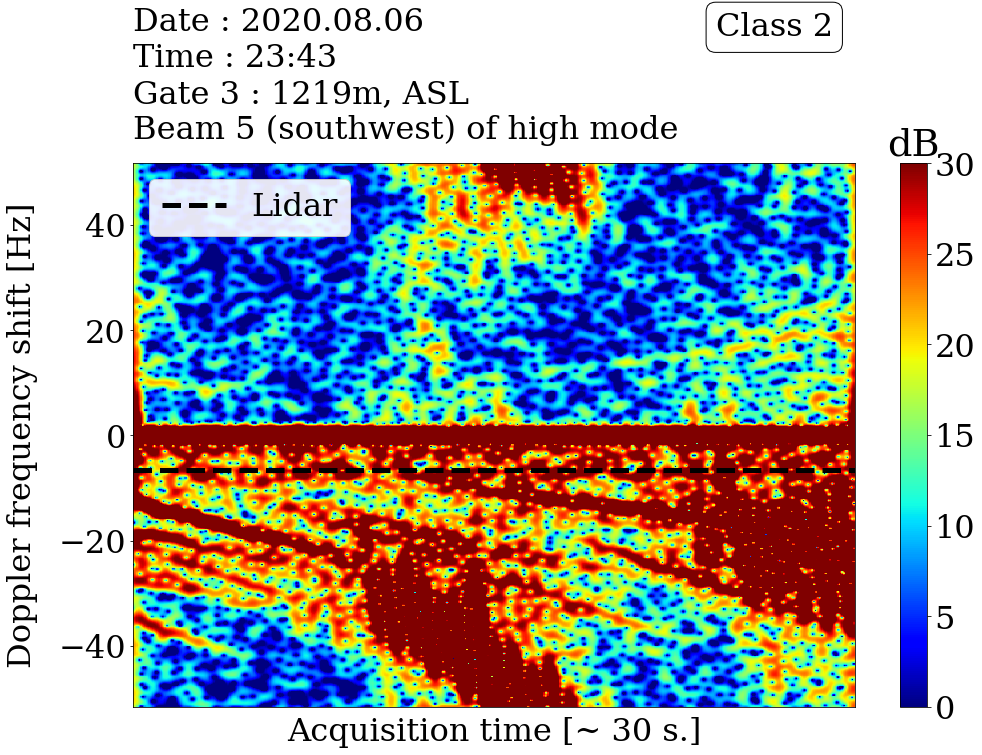 Date : 2020.08.06
Time : 23:43
Gate 3 : 1219m, ASL
Beam 5 (southwest) of high mode
Class 2
dB
Lidar
Doppler frequency shift [Hz]
40
20
0
−20
−40
Acquisition time [~ 30 s.]
30
25
20
15
10
5
0